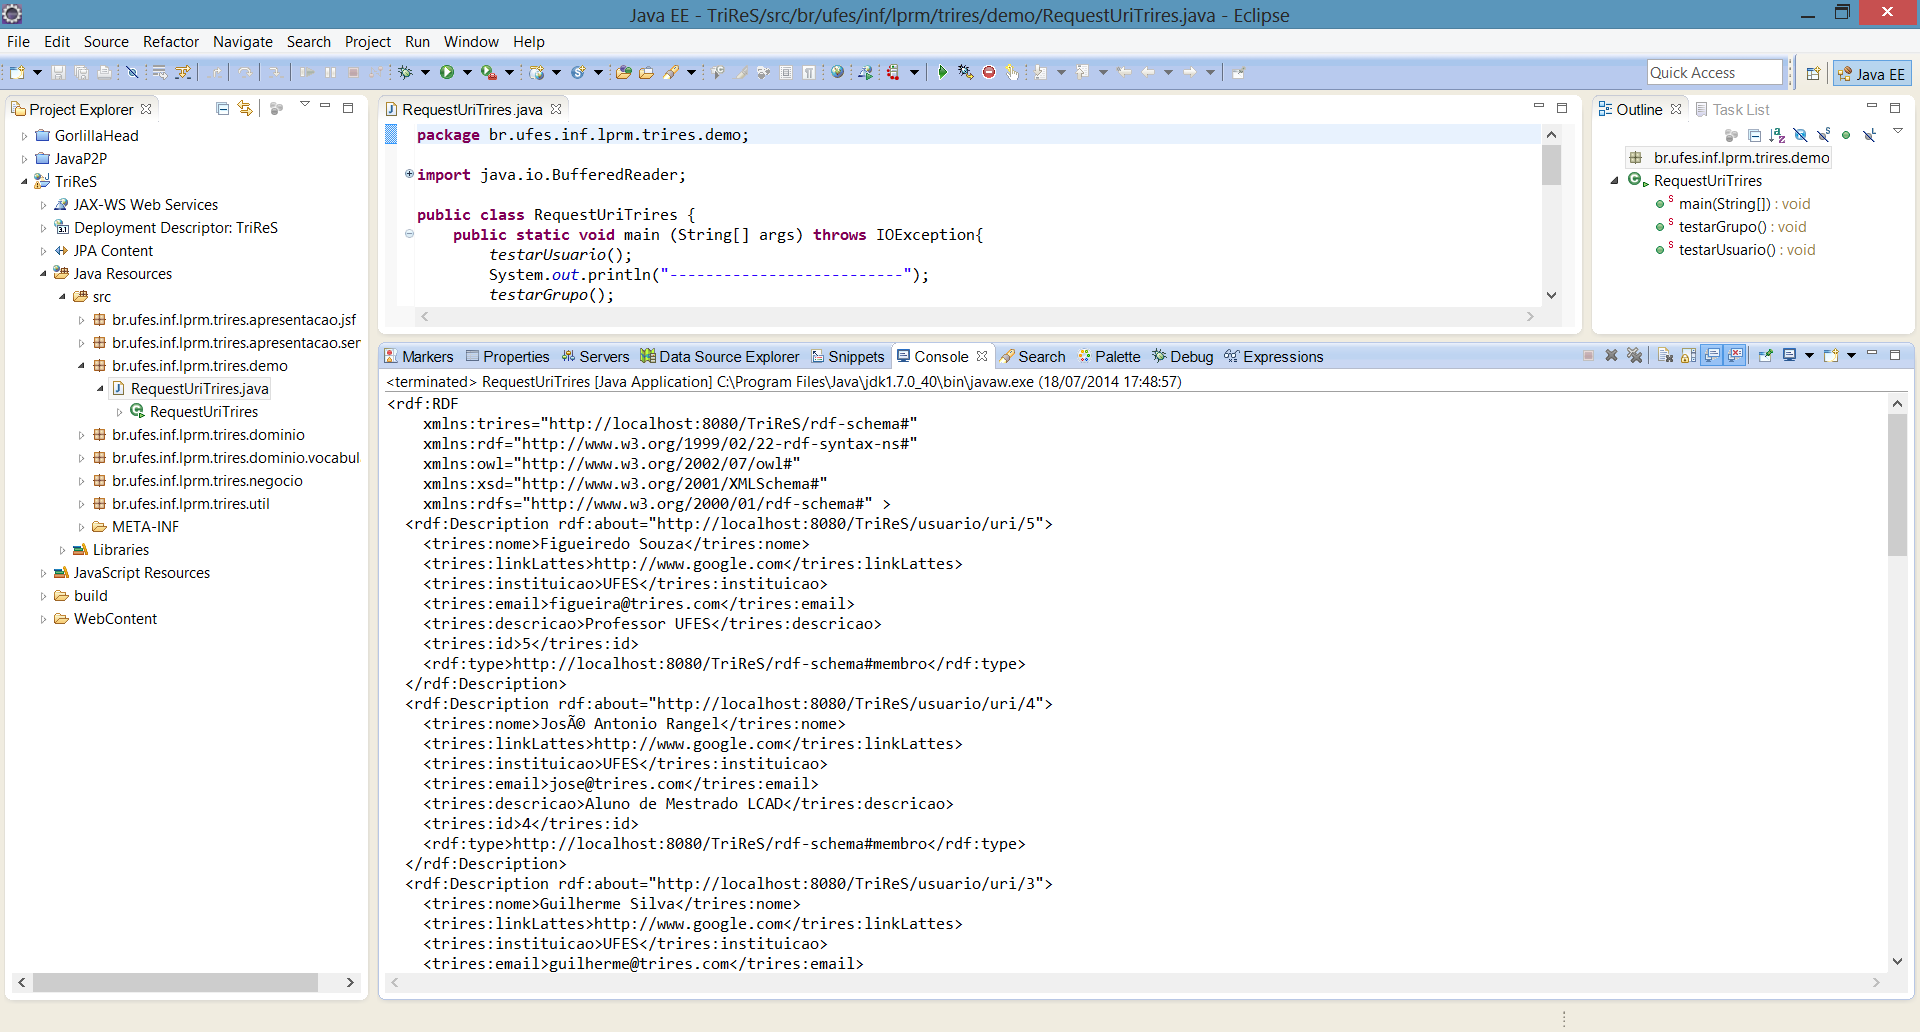 Java EE - TriReS/src/br/ufes/inf/lprm/trires/demo/RequestUriTrires.java - Eclipse
File Edit Source Refactor Navigate Search Project Run Window Help
Quick Access
Java EE
Project Explorer
GorlillaHead
JavaP2P
TriReS
JAX-WS Web Services
Deployment Descriptor: TriReS
JPA Content
Java Resources
src
br.ufes.inf.lprm.trires.apresentacao.jsf
br.ufes.inf.lprm.trires.apresentacao.ser
br.ufes.inf.lprm.trires.demo
RequestUriTrires.java
RequestUriTrires
br.ufes.inf.lprm.trires.dominio
br.ufes.inf.lprm.trires.dominio.vocabul
br.ufes.inf.lprm.trires.negocio
br.ufes.inf.lprm.trires.util
META-INF
Libraries
JavaScript Resources
build
WebContent
RequestUriTrires.java
package br.ufes.inf.lprm.trires.demo;
import java.io.BufferedReader;
public class RequestUriTrires {
public static void main (String[] args) throws IOException{
testarUsuario();
System.out.println("--------------------------");
testarGrupo();
Outline Task List
br.ufes.inf.lprm.trires.demo
RequestUriTrires
main(String[]) : void
testarGrupo() : void
testarUsuario() : void
Markers Properties Servers Data Source Explorer Snippets Console Search Palette Debug Expressions
<terminated> RequestUriTrires [Java Application] C:\Program Files\Java\jdk1.7.0_40\bin\javaw.exe (18/07/2014 17:48:57)
<rdf:RDF
xmlns:trires="http://localhost:8080/TriReS/rdf-schema#"
xmlns:rdf="http://www.w3.org/1999/02/22-rdf-syntax-ns#"
xmlns:owl="http://www.w3.org/2002/07/owl#"
xmlns:xsd="http://www.w3.org/2001/XMLSchema#"
xmlns:rdfs="http://www.w3.org/2000/01/rdf-schema#" >
<rdf:Description rdf:about="http://localhost:8080/TriReS/usuario/uri/5">
<trires:nome>Figueiredo Souza</trires:nome>
<trires:linkLattes>http://www.google.com</trires:linkLattes>
<trires:instituicao>UFES</trires:instituicao>
<trires:email>figueira@trires.com</trires:email>
<trires:descricao>Professor UFES</trires:descricao>
<trires:id>5</trires:id>
<rdf:type>http://localhost:8080/TriReS/rdf-schema#membro</rdf:type>
</rdf:Description>
<rdf:Description rdf:about="http://localhost:8080/TriReS/usuario/uri/4">
<trires:nome>JosÃ© Antonio Rangel</trires:nome>
<trires:linkLattes>http://www.google.com</trires:linkLattes>
<trires:instituicao>UFES</trires:instituicao>
<trires:email>jose@trires.com</trires:email>
<trires:descricao>Aluno de Mestrado LCAD</trires:descricao>
<trires:id>4</trires:id>
<rdf:type>http://localhost:8080/TriReS/rdf-schema#membro</rdf:type>
</rdf:Description>
<rdf:Description rdf:about="http://localhost:8080/TriReS/usuario/uri/3">
<trires:nome>Guilherme Silva</trires:nome>
<trires:linkLattes>http://www.google.com</trires:linkLattes>
<trires:instituicao>UFES</trires:instituicao>
<trires:email>guilherme@trires.com</trires:email>